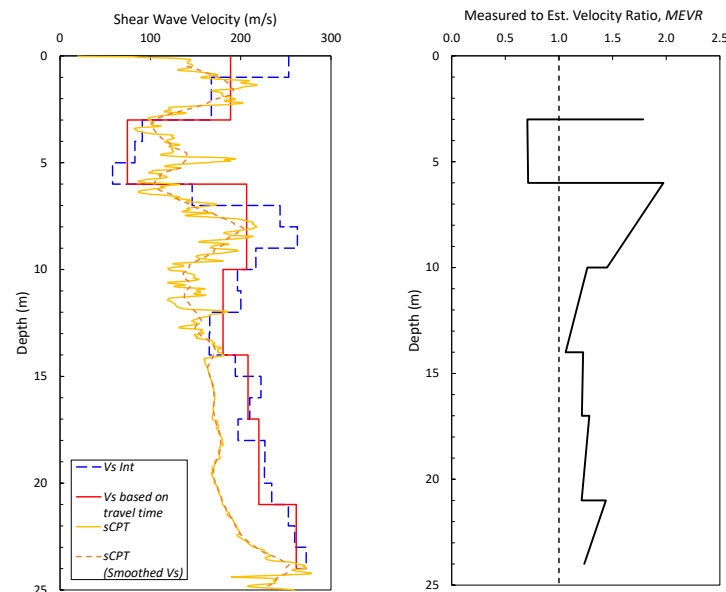 Shear Wave Velocity (m/s)
0 100 200 300
0
5
10
15
20
25
Depth (m)
Vs Int
Vs based on
travel time
sCPT
sCPT
(Smoothed Vs)
Measured to Est. Velocity Ratio, MEVR
0.0 0.5 1.0 1.5 2.0 2.5
0
5
10
15
20
25
Depth (m)